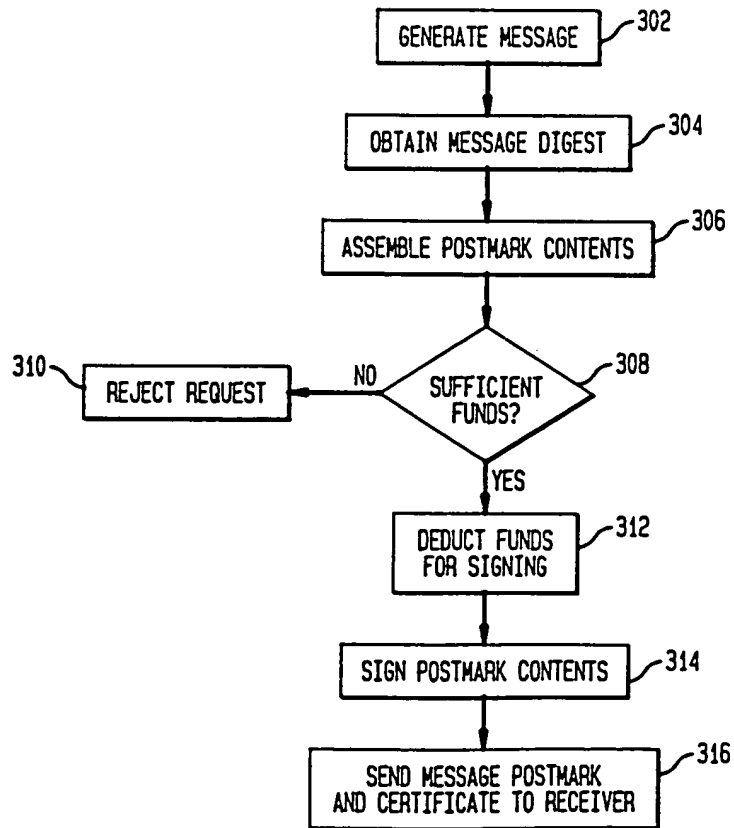 GENERATE MESSAGE
302
OBTAIN MESSAGE DIGEST
304
ASSEMBLE POSTMARK CONTENTS
306
310
REJECT REQUEST
NO
SUFFICIENT
FUNDS?
308
YES
DEDUCT FUNDS
FOR SIGNING
312
SIGN POSTMARK CONTENTS
314
SEND MESSAGE POSTMARK
AND CERTIFICATE TO RECEIVER
316